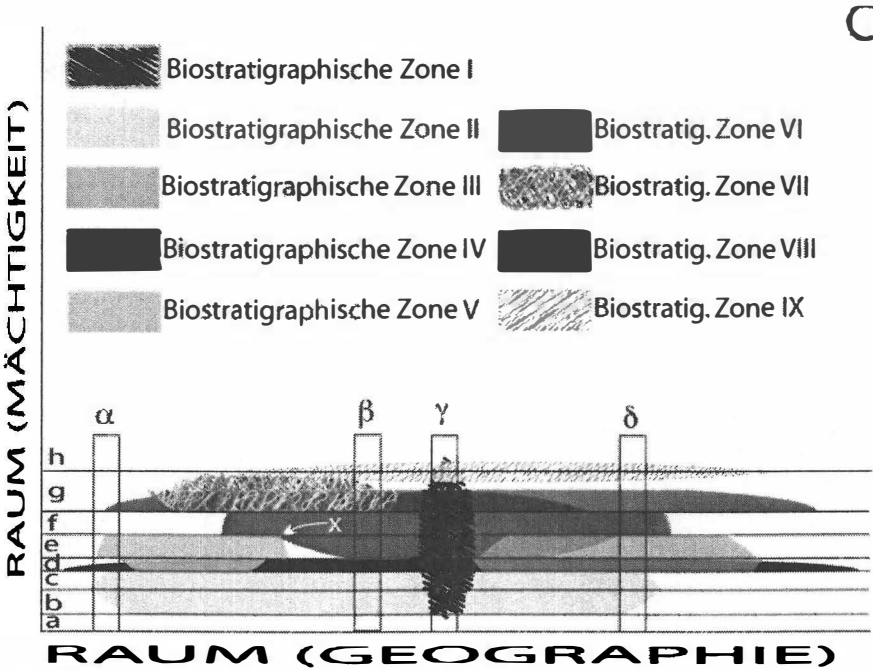 C
Biostratigraphische Zone I
Biostratigraphische Zone II
Biostratig. Zone VI
Biostratigraphische Zone III
Biostratig. Zone VII
Biostratigraphische Zone IV
Biostratig. Zone VIII
Biostratigraphische Zone V
Biostratig. Zone IX
RAUM (MÄCHTIGKEIT)
α
β
γ
δ
h
g
f
x
e
d
c
b
a
RAUM (GEOGRAPHIE)